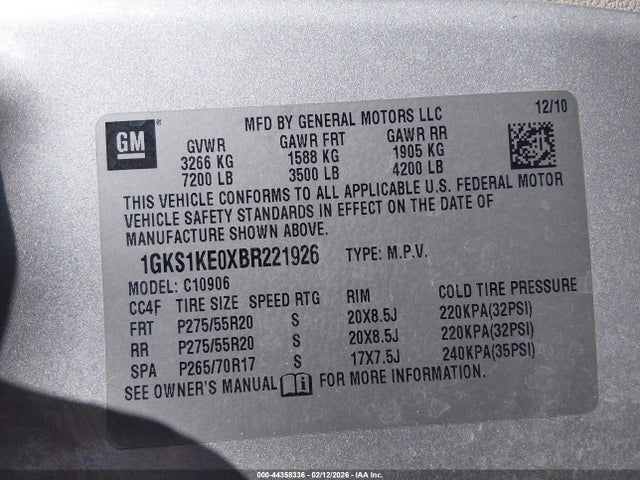 GM
MFD BY GENERAL MOTORS LLC 12/10
GVWR GAWR FRT GAWR RR
3266 KG 1588 KG 1905 KG
7200 LB 3500 LB 4200 LB
THIS VEHICLE CONFORMS TO ALL APPLICABLE U.S. FEDERAL MOTOR
VEHICLE SAFETY STANDARDS IN EFFECT ON THE DATE OF
MANUFACTURE SHOWN ABOVE.
1GKS1KE0XBR221926 TYPE: M.P.V.
MODEL: C10906
CC4F TIRE SIZE SPEED RTG RIM COLD TIRE PRESSURE
FRT P275/55R20 S 20X8.5J 220KPA(32PSI)
RR P275/55R20 S 20X8.5J 220KPA(32PSI)
SPA P265/70R17 S 17X7.5J 240KPA(35PSI)
SEE OWNER'S MANUAL FOR MORE INFORMATION.
000-44358336 - 02/12/2026 - IAA Inc.